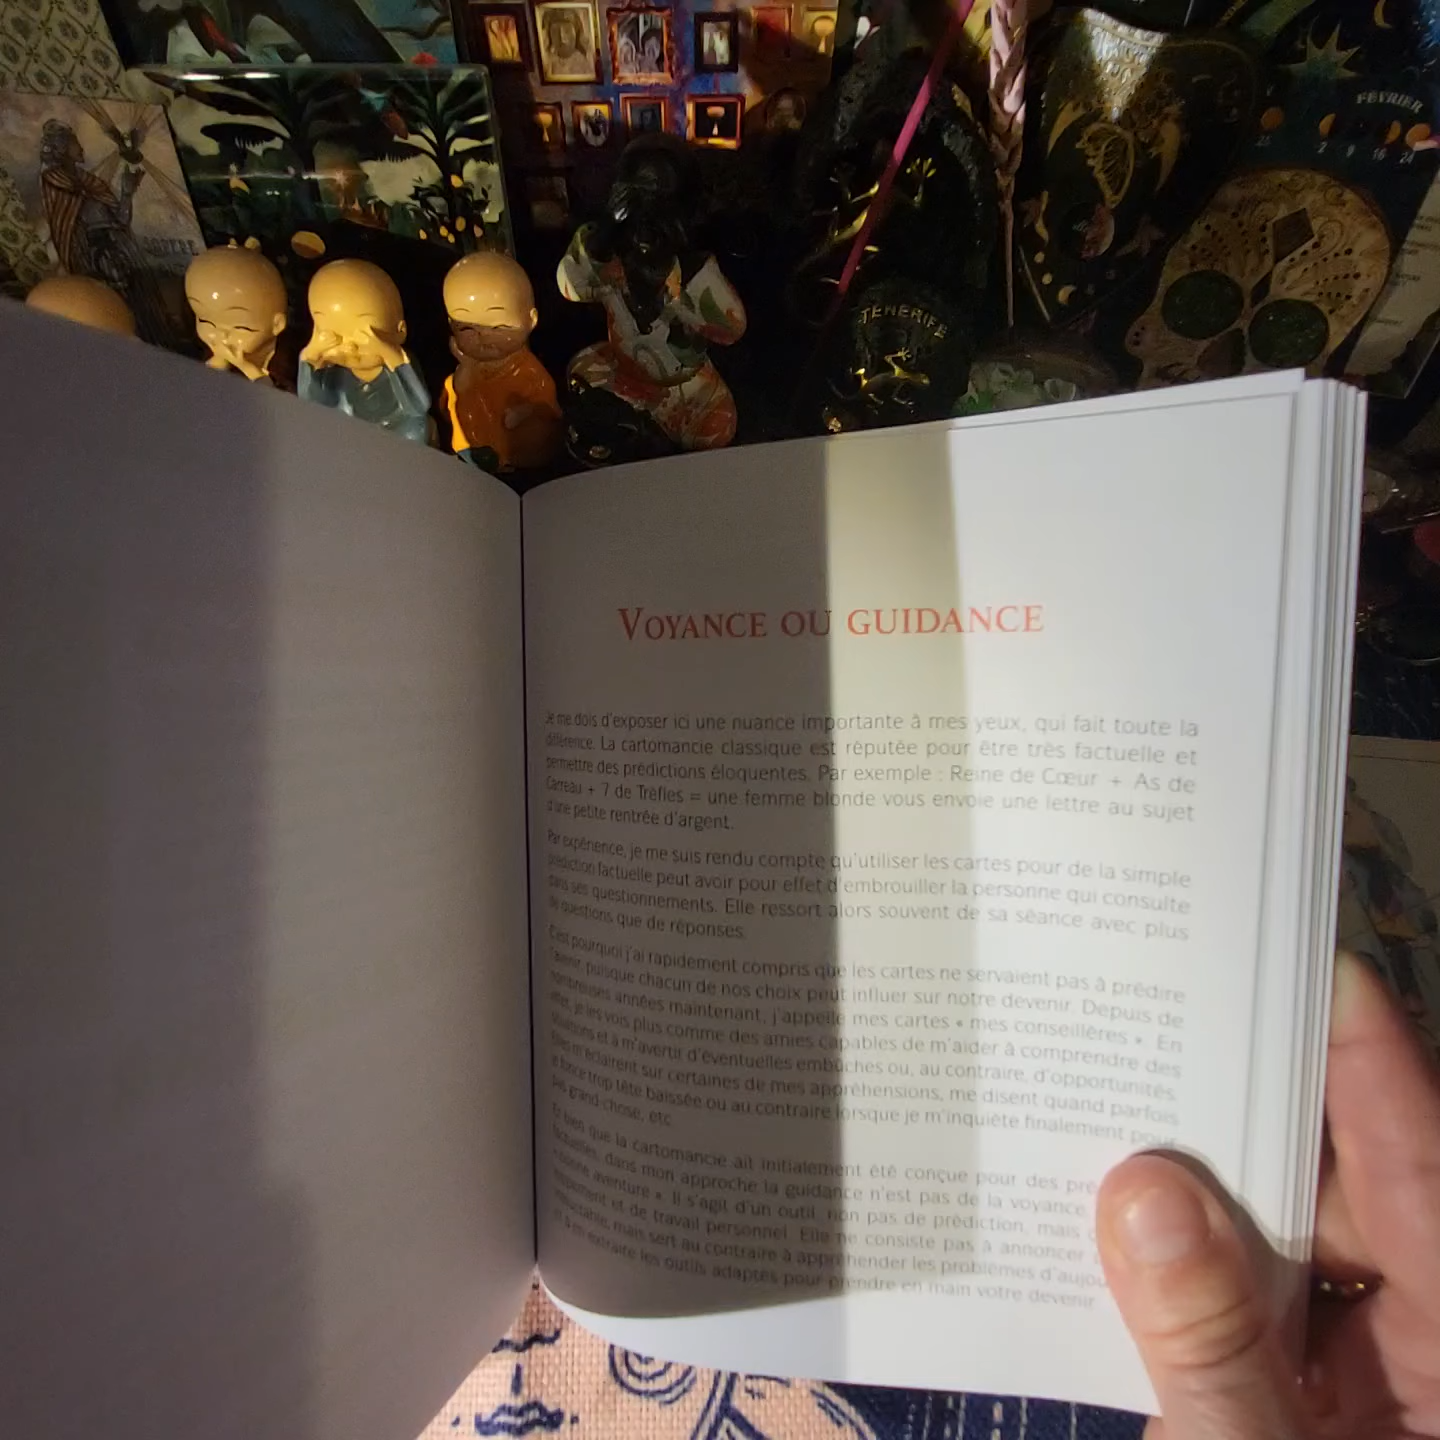 FÉVRIER
2 9 16 24
TENERIFE
VOYANCE OU GUIDANCE
Je me dois d'exposer ici une nuance importante à mes yeux, qui fait toute la
différence. La cartomancie classique est réputée pour être très factuelle et
permettre des prédictions éloquentes. Par exemple : Reine de Cœur + As de
Carreau + 7 de Trèfles = une femme blonde vous envoie une lettre au sujet
d'une petite rentrée d'argent.
Par expérience, je me suis rendu compte qu'utiliser les cartes pour de la simple
prédiction factuelle peut avoir pour effet d'embrouiller la personne qui consulte
dans ses questionnements. Elle ressort alors souvent de sa séance avec plus
de questions que de réponses.
C'est pourquoi j'ai rapidement compris que les cartes ne servaient pas à prédire
l'avenir, puisque chacun de nos choix peut influer sur notre devenir. Depuis de
nombreuses années maintenant, j'appelle mes cartes « mes conseillères ». En
effet, je les vois plus comme des amies capables de m'aider à comprendre des
situations et à m'avertir d'éventuelles embûches ou, au contraire, d'opportunités.
Elles m'éclairent sur certaines de mes appréhensions, me disent quand parfois
je fonce trop tête baissée ou au contraire lorsque je m'inquiète finalement pour
pas grand-chose, etc.
Et bien que la cartomancie ait initialement été conçue pour des pré
factuelles, dans mon approche, la guidance n'est pas de la voyance
bonne aventure ». Il s'agit d'un outil, non pas de prédiction, mais
et de travail personnel. Elle ne consiste pas à annoncer
inéluctable, mais sert au contraire à appréhender les problèmes d'aujou
et à en extraire les outils adaptés pour prendre en main votre devenir.